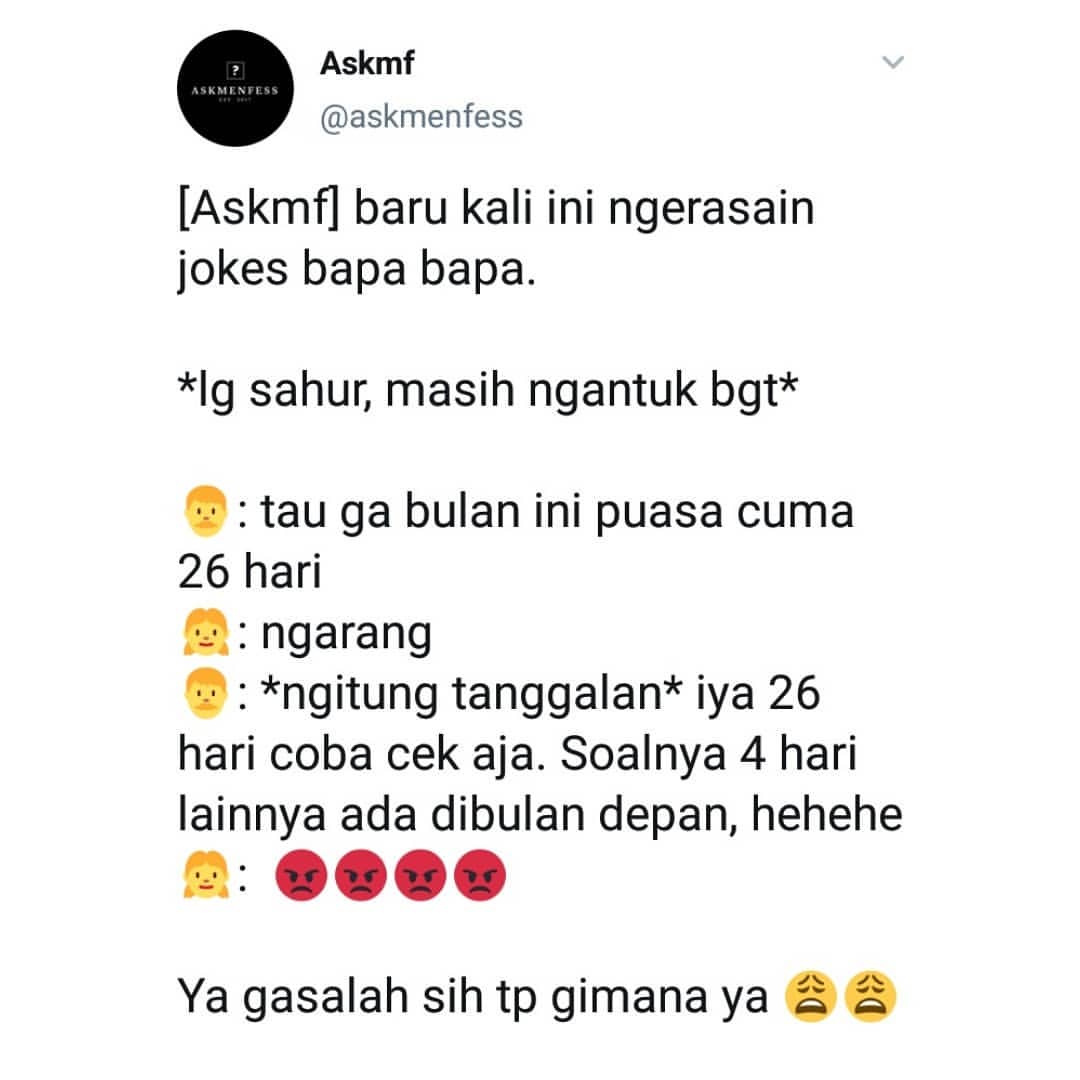 ?
ASKMENFESS
EST 2017
Askmf
@askmenfess
[Askmf] baru kali ini ngerasain
jokes bapa bapa.
*lg sahur, masih ngantuk bgt*
👨: tau ga bulan ini puasa cuma
26 hari
👧: ngarang
👨: *ngitung tanggalan* iya 26
hari coba cek aja. Soalnya 4 hari
lainnya ada dibulan depan, hehehe
👧: 😡😡😡😡
Ya gasalah sih tp gimana ya 😩😩